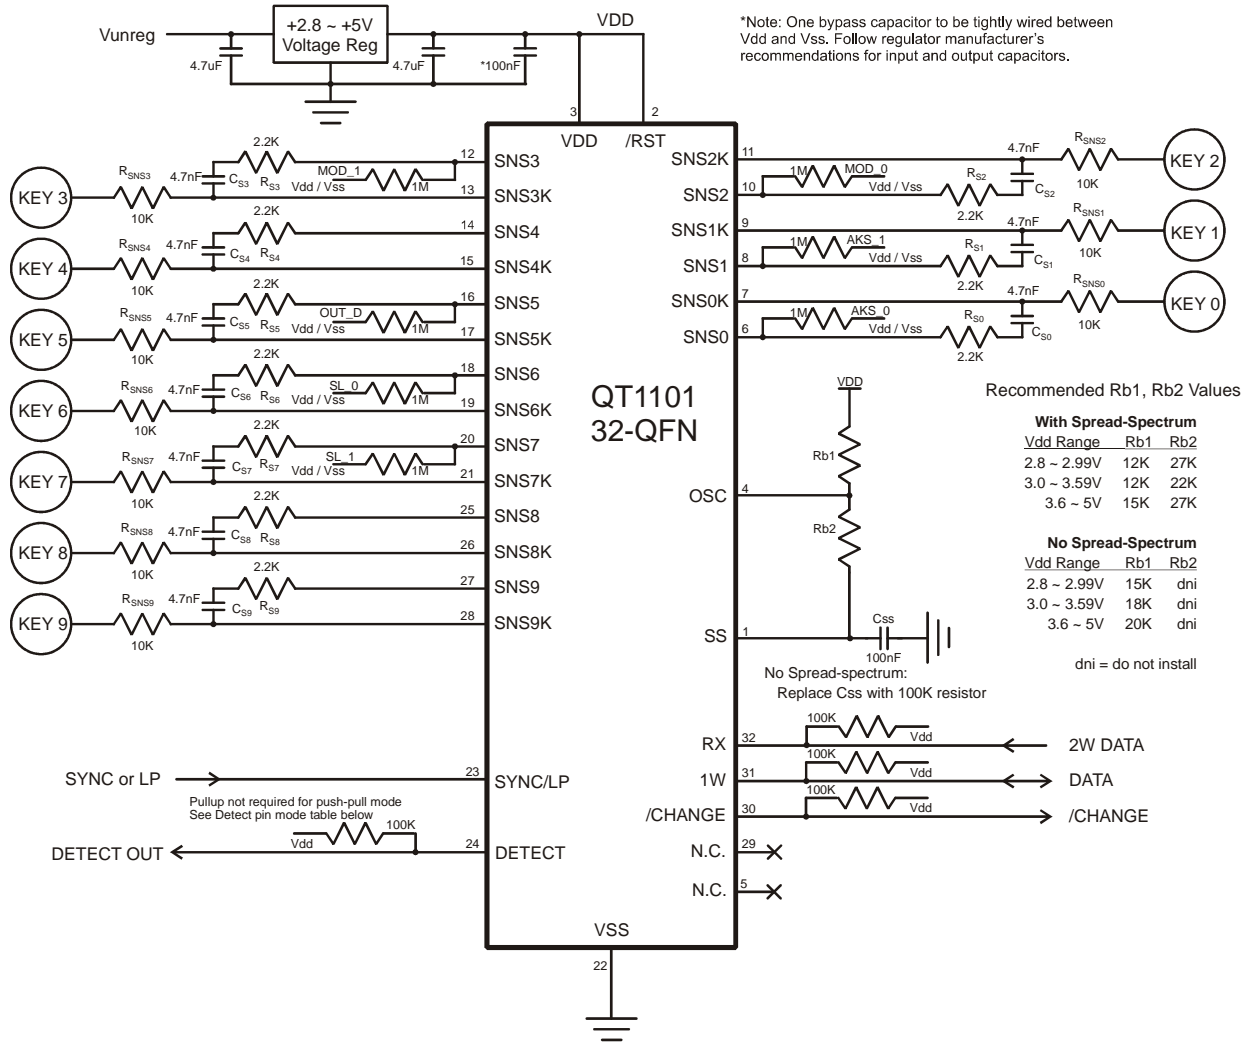 Vunreg
+2.8 ~ +5V
Voltage Reg
VDD
4.7uF
4.7uF
*100nF
*Note: One bypass capacitor to be tightly wired between
Vdd and Vss. Follow regulator manufacturer's
recommendations for input and output capacitors.
3
2
VDD
/RST
KEY 3
RSNS3
10K
4.7nF
CS3
2.2K
RS3
MOD_1
Vdd / Vss
1M
12
SNS3
13
SNS3K
KEY 4
RSNS4
10K
4.7nF
CS4
2.2K
RS4
14
SNS4
15
SNS4K
KEY 5
RSNS5
10K
4.7nF
CS5
2.2K
RS5
OUT_D
Vdd / Vss
1M
16
SNS5
17
SNS5K
KEY 6
RSNS6
10K
4.7nF
CS6
2.2K
RS6
SL_0
Vdd / Vss
1M
18
SNS6
19
SNS6K
KEY 7
RSNS7
10K
4.7nF
CS7
2.2K
RS7
SL_1
Vdd / Vss
1M
20
SNS7
21
SNS7K
KEY 8
RSNS8
10K
4.7nF
CS8
2.2K
RS8
25
SNS8
26
SNS8K
KEY 9
RSNS9
10K
4.7nF
CS9
2.2K
RS9
27
SNS9
28
SNS9K
SYNC or LP
23
SYNC/LP
Pullup not required for push-pull mode
See Detect pin mode table below
Vdd
100K
DETECT OUT
24
DETECT
QT1101
32-QFN
VSS
22
SNS2K
11
4.7nF
RSNS2
10K
KEY 2
SNS2
10
1M
MOD_0
Vdd / Vss
RS2
2.2K
CS2
SNS1K
9
4.7nF
RSNS1
10K
KEY 1
SNS1
8
1M
AKS_1
Vdd / Vss
RS1
2.2K
CS1
SNS0K
7
4.7nF
RSNS0
10K
KEY 0
SNS0
6
1M
AKS_0
Vdd / Vss
RS0
2.2K
CS0
VDD
Rb1
OSC
4
Rb2
SS
1
Css
100nF
No Spread-spectrum:
Replace Css with 100K resistor
Recommended Rb1, Rb2 Values
With Spread-Spectrum
Vdd Range Rb1 Rb2
2.8 ~ 2.99V 12K 27K
3.0 ~ 3.59V 12K 22K
3.6 ~ 5V 15K 27K
No Spread-Spectrum
Vdd Range Rb1 Rb2
2.8 ~ 2.99V 15K dni
3.0 ~ 3.59V 18K dni
3.6 ~ 5V 20K dni
dni = do not install
RX
32
100K
Vdd
2W DATA
1W
31
100K
Vdd
DATA
/CHANGE
30
100K
Vdd
/CHANGE
N.C.
29
N.C.
5